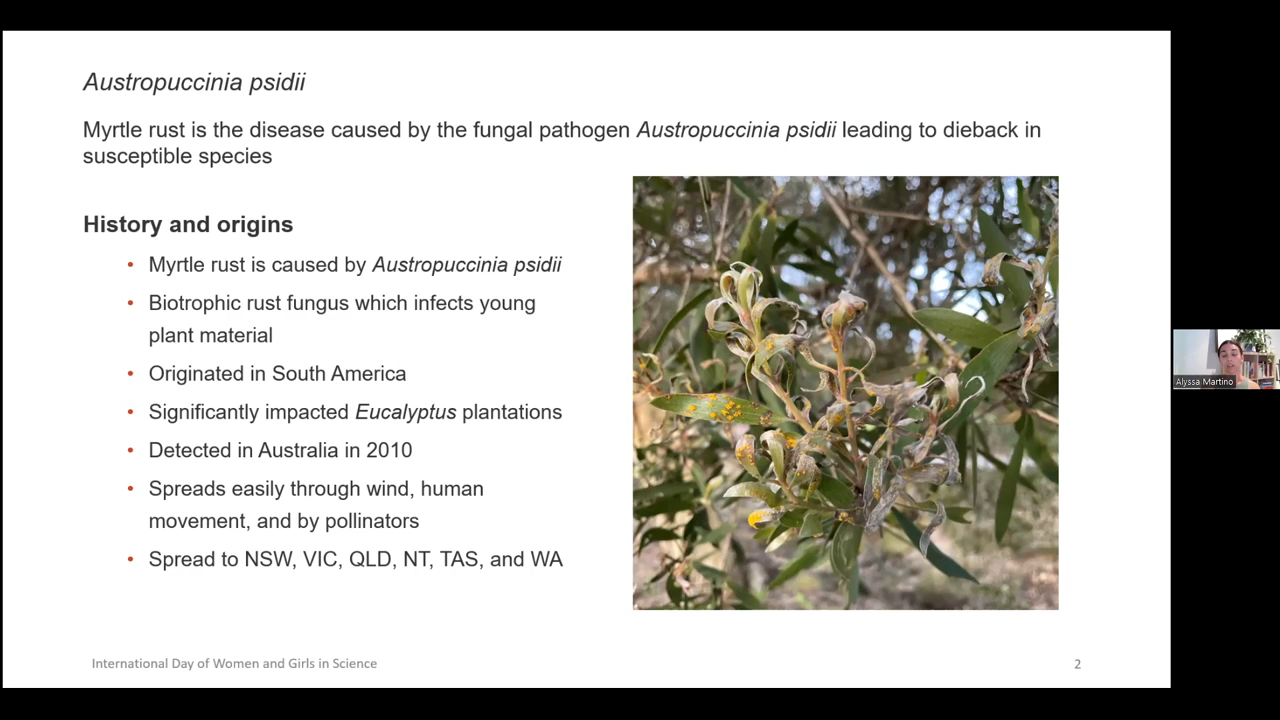 Austropuccinia psidii
Myrtle rust is the disease caused by the fungal pathogen Austropuccinia psidii leading to dieback in
susceptible species
History and origins
• Myrtle rust is caused by Austropuccinia psidii
• Biotrophic rust fungus which infects young
plant material
• Originated in South America
• Significantly impacted Eucalyptus plantations
• Detected in Australia in 2010
• Spreads easily through wind, human
movement, and by pollinators
• Spread to NSW, VIC, QLD, NT, TAS, and WA
International Day of Women and Girls in Science
2
Alyssa Martino